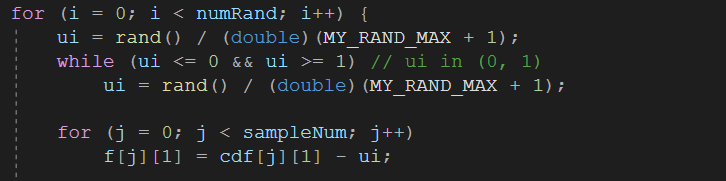 for (i = 0; i < numRand; i++) {
ui = rand() / (double)(MY_RAND_MAX + 1);
while (ui <= 0 && ui >= 1) // ui in (0, 1)
ui = rand() / (double)(MY_RAND_MAX + 1);
for (j = 0; j < sampleNum; j++)
f[j][1] = cdf[j][1] - ui;